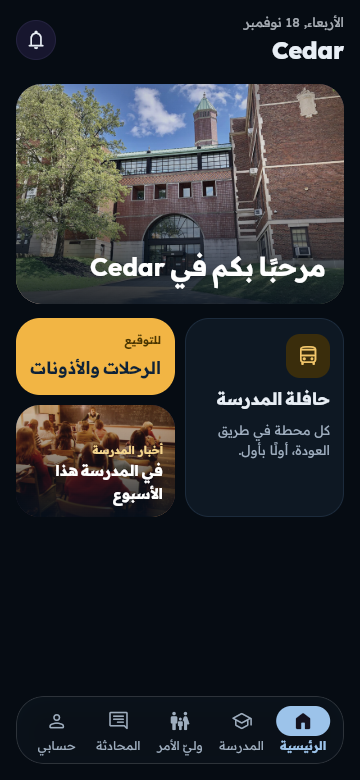 الأربعاء، 18 نوفمبر
Cedar
مرحبًا بكم في Cedar
حافلة المدرسة
كل محطة في طريق
العودة، أولًا بأول.
للتوقيع
الرحلات والأذونات
أخبار المدرسة
في المدرسة هذا
الأسبوع
الرئيسية
المدرسة
وليّ الأمر
المحادثة
حسابي